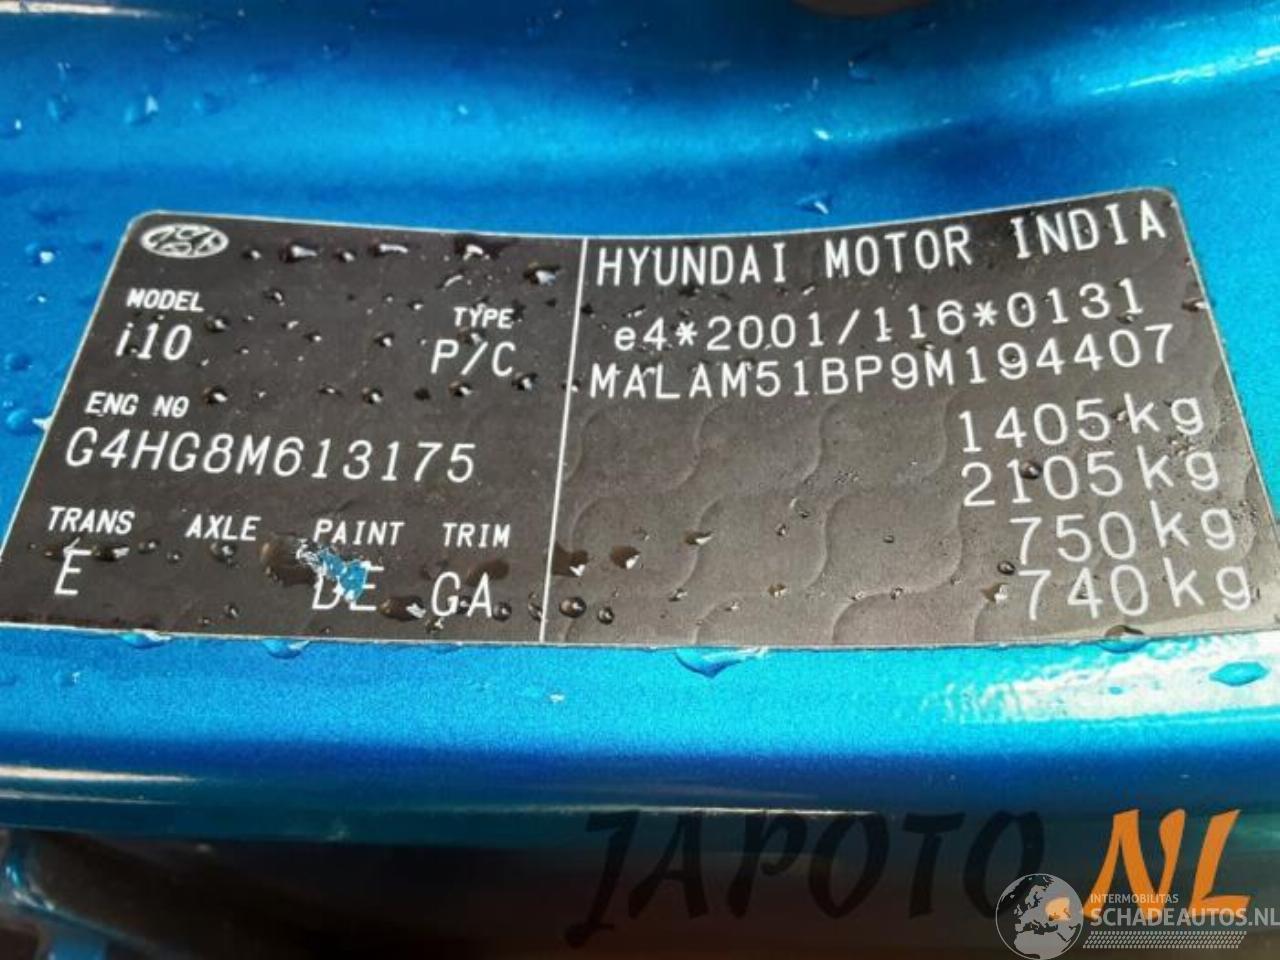 MODEL
i10
TYPE
P/C
ENG NO
G4HG8M613175
TRANS AXLE PAINT TRIM
E DE GA
HYUNDAI MOTOR INDIA
e4*2001/116*0131
MALAM51BP9M194407
1405kg
2105kg
750kg
740kg
JAPOTO.NL
INTERMOBILITAS
SCHADEAUTOS.NL